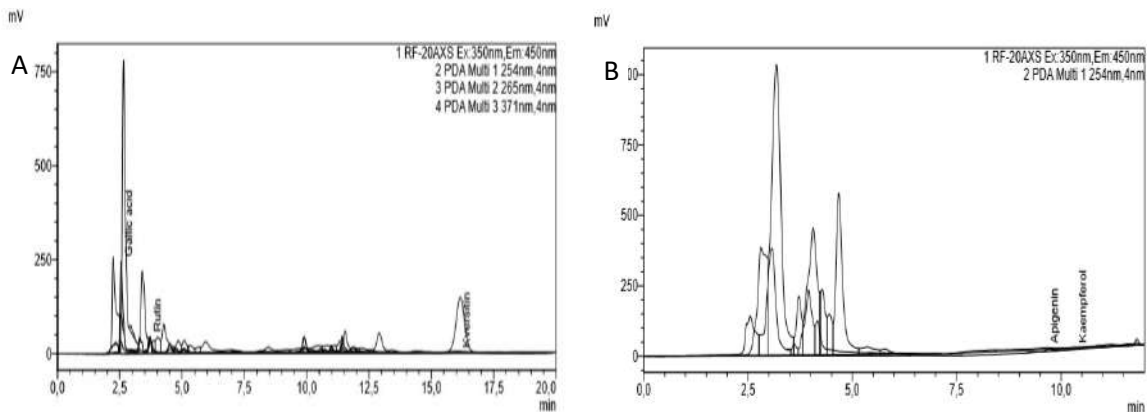 mV
A
1 RF-20AXS Ex:350nm,Em:450nm
2 PDA Multi 1 254nm,4nm
3 PDA Multi 2 265nm,4nm
4 PDA Multi 3 371nm,4nm
750
500
250
0
Gallic acid
Rutin
K-versitin
0,0 2,5 5,0 7,5 10,0 12,5 15,0 17,5 20,0
min
mV
B
1 RF-20AXS Ex:350nm,Em:450nm
2 PDA Multi 1 254nm,4nm
750
500
250
0
Apigenin
Kaempferol
0,0 2,5 5,0 7,5 10,0
min